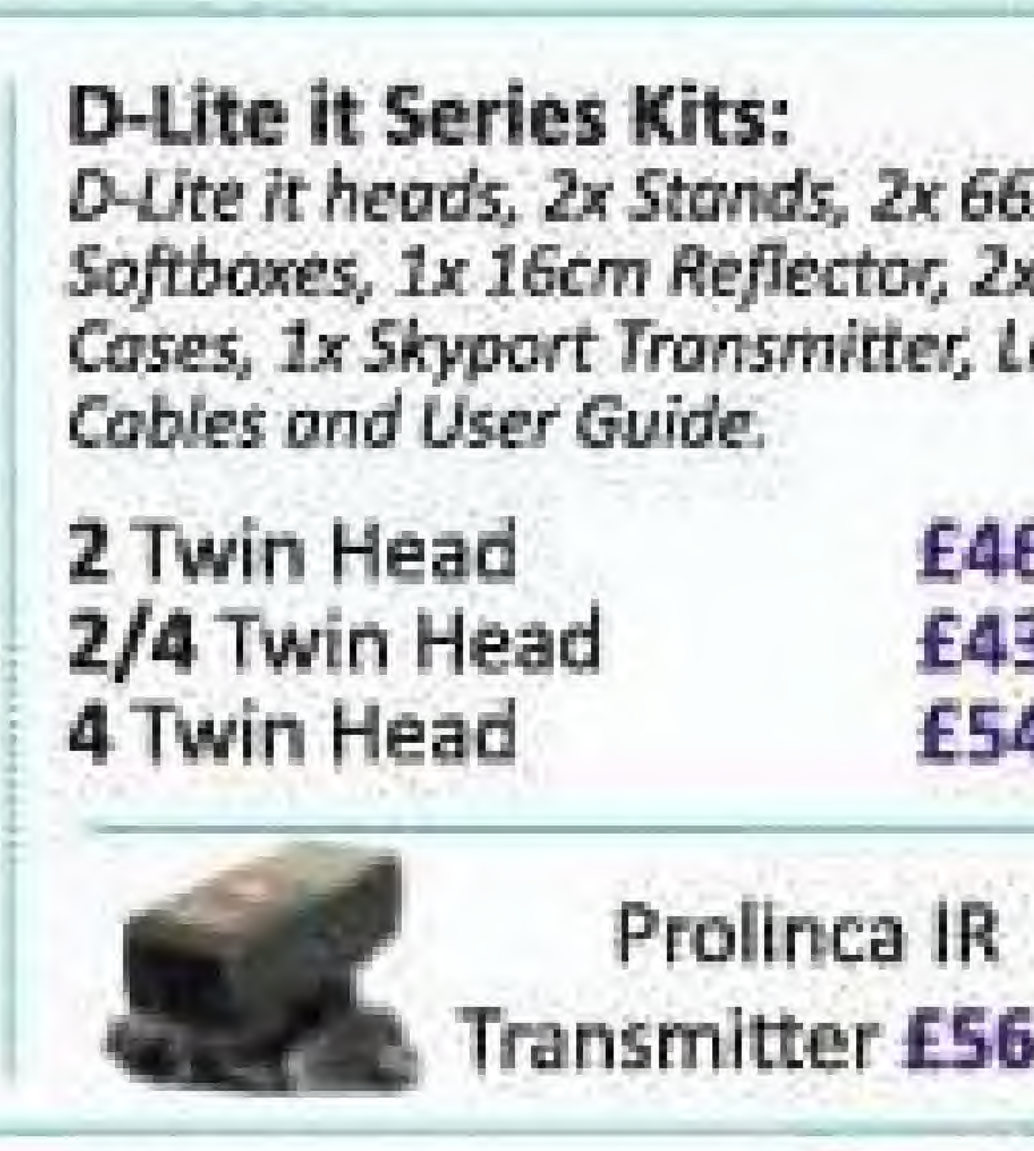 D-Lite it Series Kits:
D-Lite it heads, 2x Stands, 2x 66
Softboxes, 1x 16cm Reflector, 2x
Cases, 1x Skyport Transmitter, L
Cables and User Guide.
2 Twin Head
2/4 Twin Head £43
4 Twin Head £54
Prolinca IR
Transmitter £56